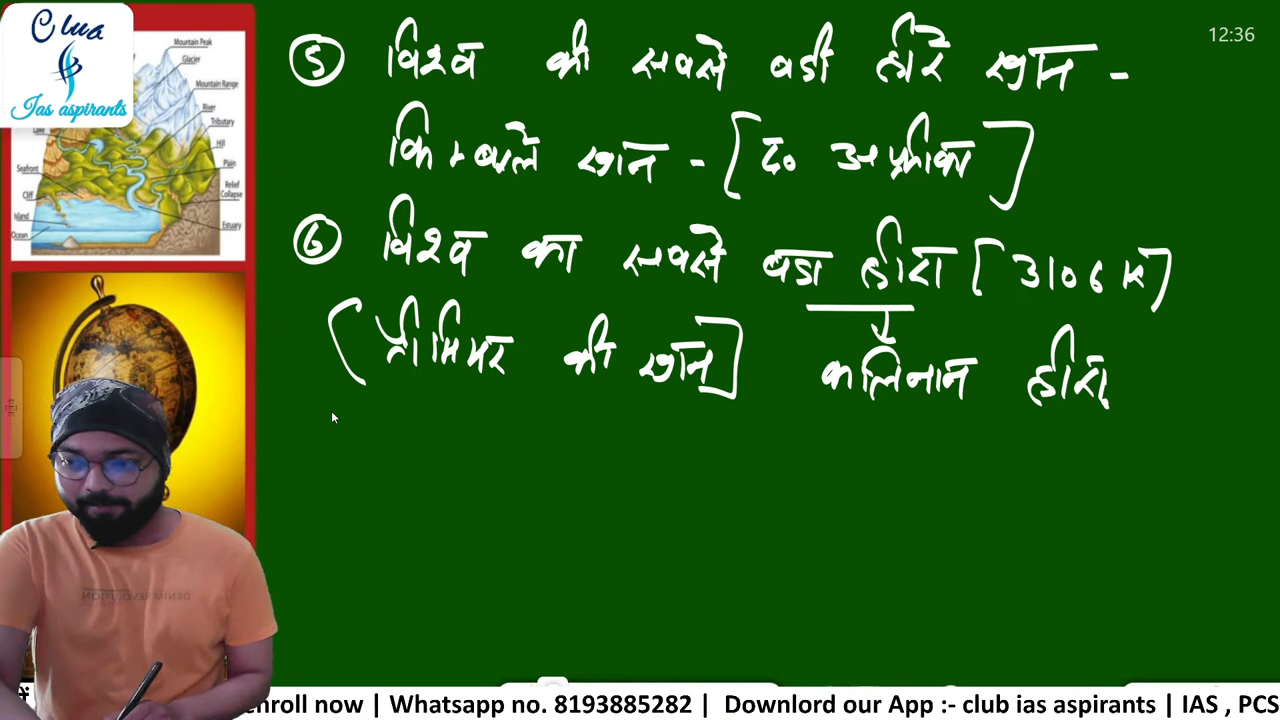 Clua
Ias aspirants
Mountain Peak
Glacier
Mountain Range
River
Tributary
Hill
Plain
Relief
Collapse
Estuary
Lake
Seafront
Cliff
Island
Ocean
12:36
5 विश्व की सबसे बडी हीरे खान -
किम्बले खान - [द० अफ्रीका]
6 विश्व का सबसे बडा हीरा [3106 K]
[प्रीमियर की खान] कलिनान हीरा
enroll now | Whatsapp no. 8193885282 | Downlord our App :- club ias aspirants | IAS , PCS